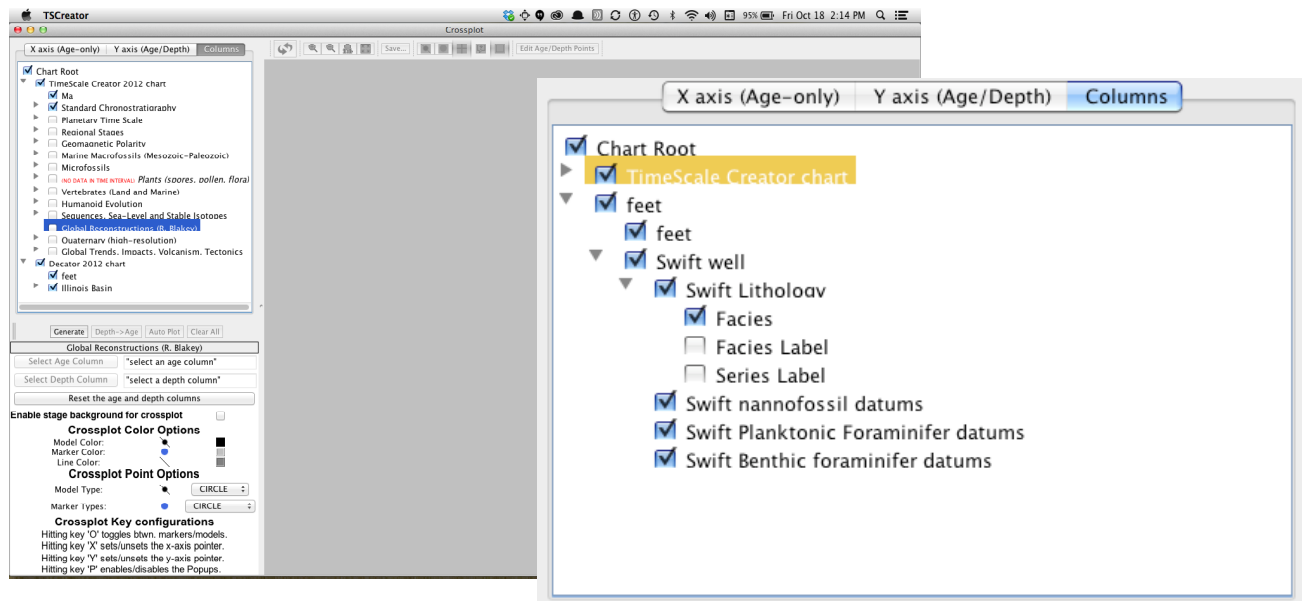 TSCreator
95%
Fri Oct 18 2:14 PM
Crossplot
X axis (Age-only) Y axis (Age/Depth) Columns
Save...
Edit Age/Depth Points
Chart Root
TimeScale Creator 2012 chart
Ma
Standard Chronostratigraphy
Planetary Time Scale
Regional Stages
Geomagnetic Polarity
Marine Macrofossils (Mesozoic-Paleozoic)
Microfossils
(NO DATA IN TIME INTERVAL) Plants (spores, pollen, flora)
Vertebrates (Land and Marine)
Humanoid Evolution
Sequences, Sea-Level and Stable Isotopes
Global Reconstructions (R. Blakey)
Quaternary (high-resolution)
Global Trends, Impacts, Volcanism, Tectonics
Decator 2012 chart
feet
Illinois Basin
Generate Depth->Age Auto Plot Clear All
Global Reconstructions (R. Blakey)
Select Age Column "select an age column"
Select Depth Column "select a depth column"
Reset the age and depth columns
Enable stage background for crossplot
Crossplot Color Options
Model Color:
Marker Color:
Line Color:
Crossplot Point Options
Model Type: CIRCLE
Marker Types: CIRCLE
Crossplot Key configurations
Hitting key 'O' toggles btwn. markers/models.
Hitting key 'X' sets/unsets the x-axis pointer.
Hitting key 'Y' sets/unsets the y-axis pointer.
Hitting key 'P' enables/disables the Popups.
X axis (Age-only) Y axis (Age/Depth) Columns
Chart Root
TimeScale Creator chart
feet
feet
Swift well
Swift Lithology
Facies
Facies Label
Series Label
Swift nannofossil datums
Swift Planktonic Foraminifer datums
Swift Benthic foraminifer datums